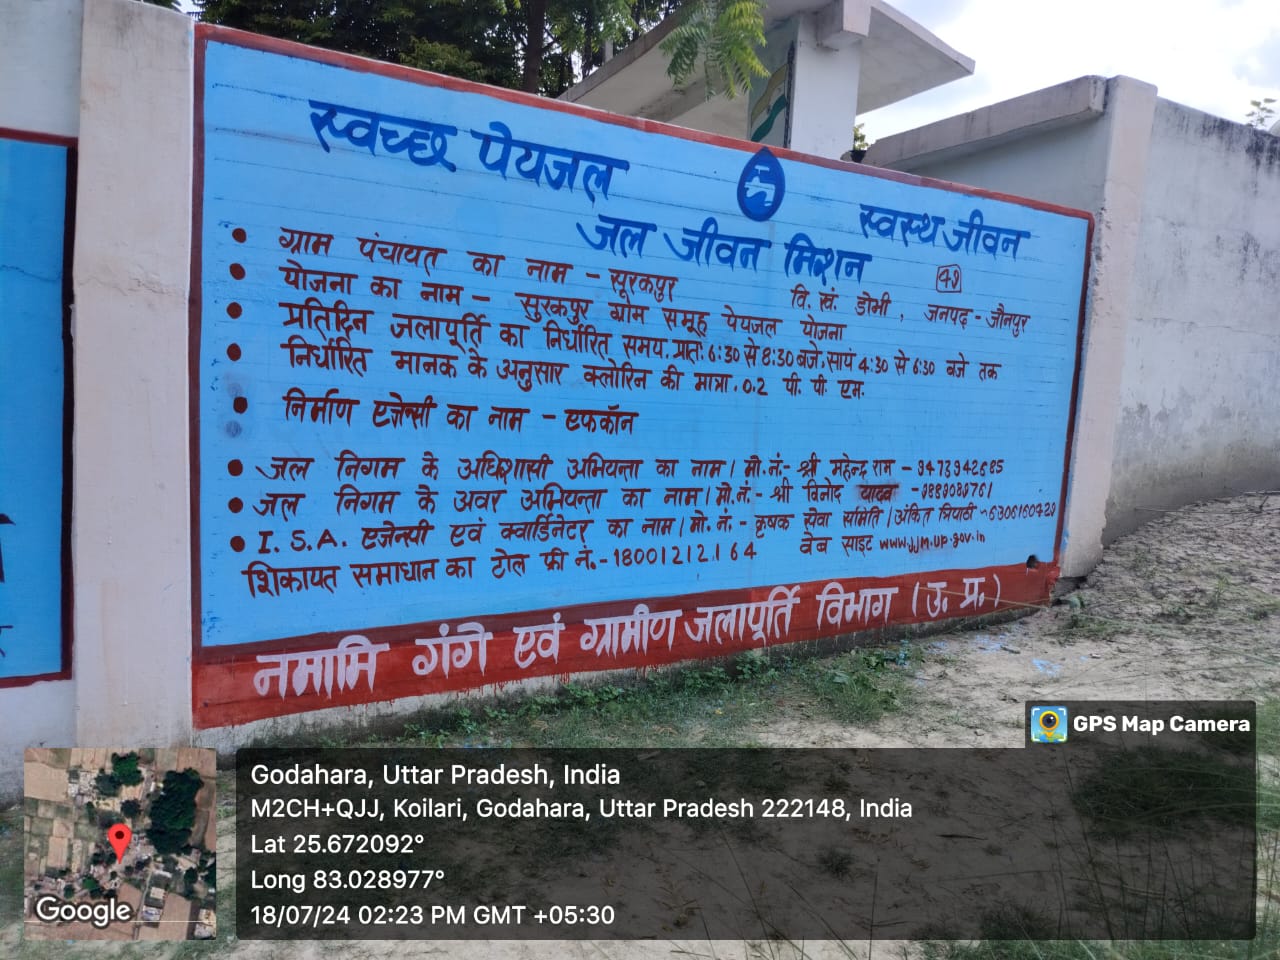 स्वच्छ पेयजल
स्वस्थ जीवन
जल जीवन मिशन
४७
• ग्राम पंचायत का नाम – सूरकपुर वि. खं. डोभी , जनपद – जौनपुर
• योजना का नाम – सुरकपुर ग्रोम समूह पेयजल योजना
• प्रतिदिन जलापूर्ति का निर्धारित समय. प्रातः 6:30 से 8:30 बजे, सायं 4:30 से 6:30 बजे तक
• निर्धारित मानक के अनुसार क्लोरिन की मात्रा. 0.2 पी. पी. एम.
• निर्माण एजेन्सी का नाम – एफकॉन
• जल निगम के अधिशासी अभियन्ता का नाम / मो.नं:- श्री महेन्द्र राम – 9473942685
• जल निगम के अवर अभियन्ता का नाम / मो.नं.- श्री विनोद यादव -9889089761
• I. S. A. एजेन्सी एवं क्वार्डिनेटर का नाम / मो. नं. – कृषक सेवा समिति / अंकित त्रिपाठी -
शिकायत समाधान का टोल फ्री नं. - 18001212164 वेब साइट www.jjm.up.gov.in
नमामि गंगे एवं ग्रामीण जलापूर्ति विभाग (उ. प्र.)
GPS Map Camera
Godahara, Uttar Pradesh, India
M2CH+QJJ, Koilari, Godahara, Uttar Pradesh 222148, India
Lat 25.672092°
Long 83.028977°
18/07/24 02:23 PM GMT +05:30
Google